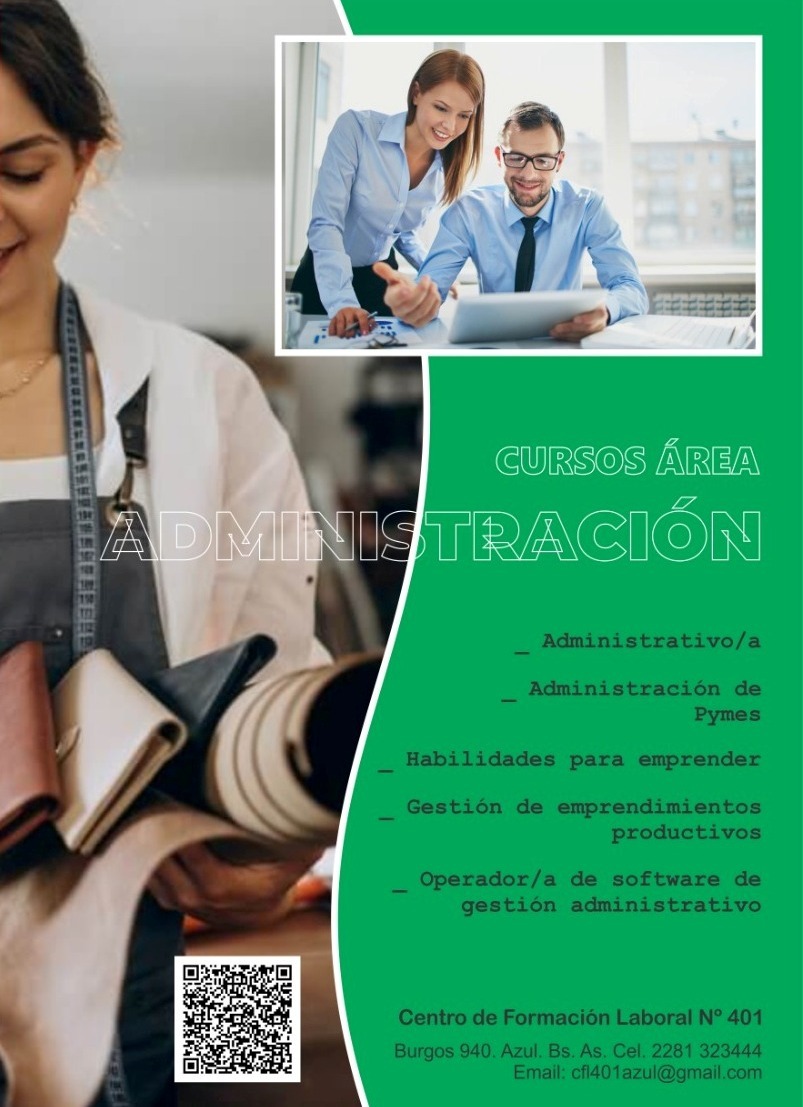 CURSOS ÁREA
ADMINISTRACIÓN
_ Administrativo/a
_ Administración de
Pymes
_ Habilidades para emprender
_ Gestión de emprendimientos
productivos
_ Operador/a de software de
gestión administrativo
Centro de Formación Laboral Nº 401
Burgos 940. Azul. Bs. As. Cel. 2281 323444
Email: cfl401azul@gmail.com